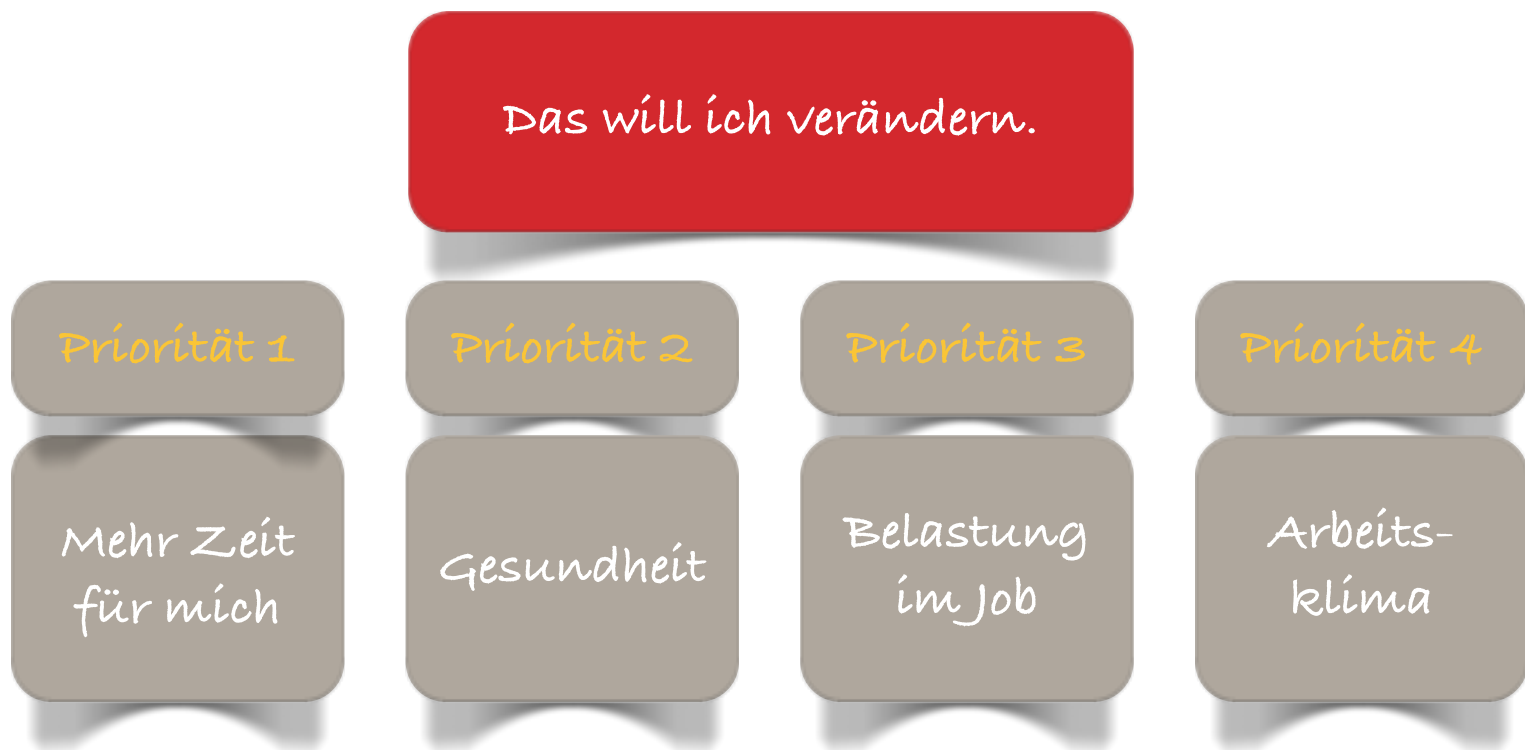 Das will ich verändern.
Priorität 1
Priorität 2
Priorität 3
Priorität 4
Mehr Zeit
für mich
Gesundheit
Belastung
im Job
Arbeits-
klima